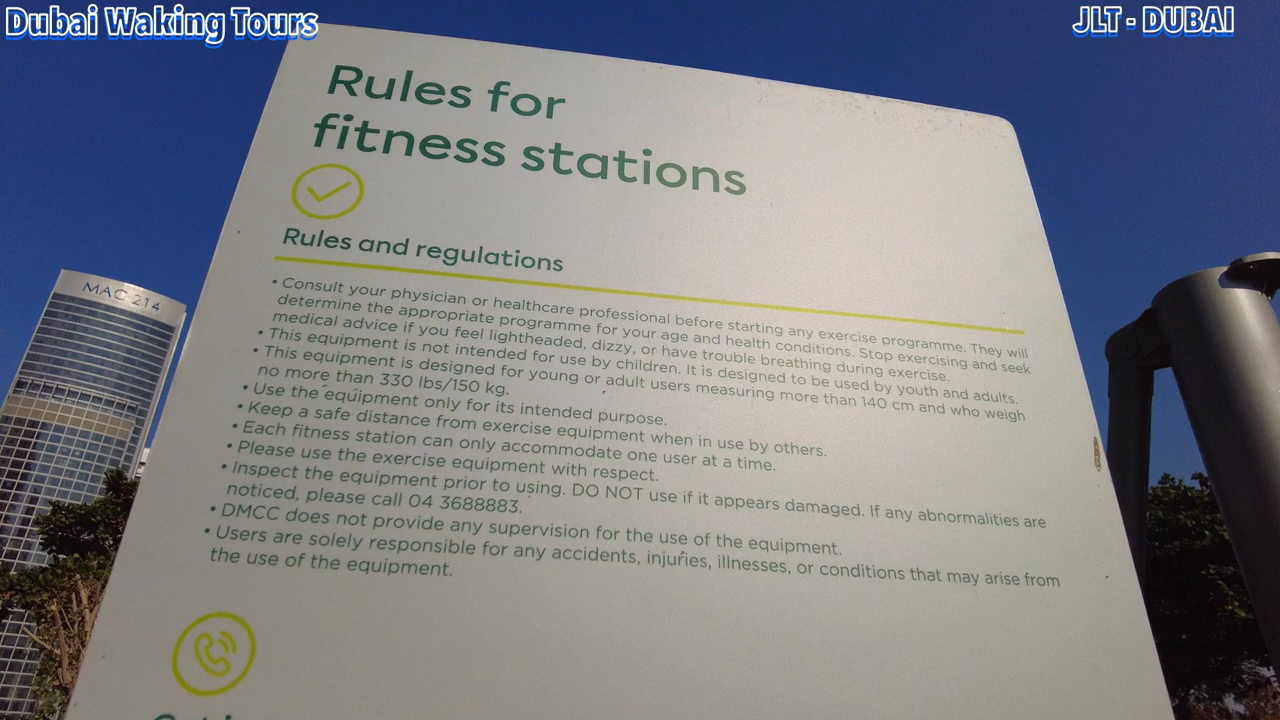 Dubai Waking Tours
JLT - DUBAI
Rules for
fitness stations
Rules and regulations
• Consult your physician or healthcare professional before starting any exercise programme. They will
determine the appropriate programme for your age and health conditions. Stop exercising and seek
medical advice if you feel lightheaded, dizzy, or have trouble breathing during exercise.
• This equipment is not intended for use by children. It is designed to be used by youth and adults.
• This equipment is designed for young or adult users measuring more than 140 cm and who weigh
no more than 330 lbs/150 kg.
• Use the equipment only for its intended purpose.
• Keep a safe distance from exercise equipment when in use by others.
• Each fitness station can only accommodate one user at a time.
• Please use the exercise equipment with respect.
• Inspect the equipment prior to using. DO NOT use if it appears damaged. If any abnormalities are
noticed, please call 04 3688883.
• DMCC does not provide any supervision for the use of the equipment.
• Users are solely responsible for any accidents, injuries, illnesses, or conditions that may arise from
the use of the equipment.
MAG 214